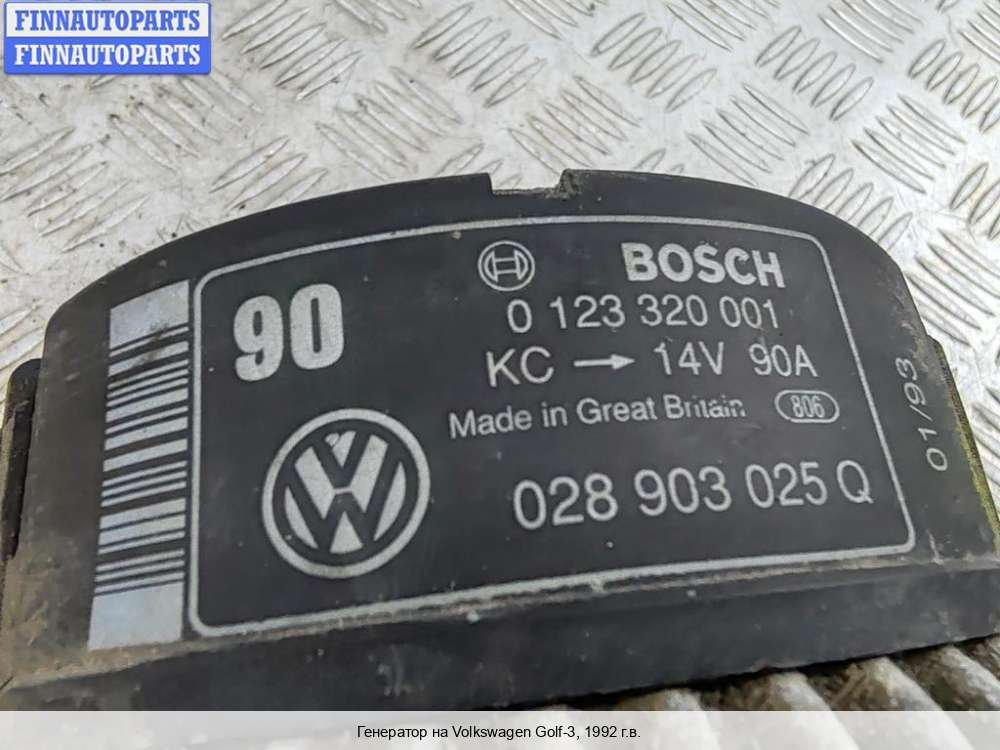 FINNAUTOPARTS
FINNAUTOPARTS
90
BOSCH
0 123 320 001
KC → 14V 90A
Made in Great Britain 806
028 903 025 Q
01/93
VW
Генератор на Volkswagen Golf-3, 1992 г.в.